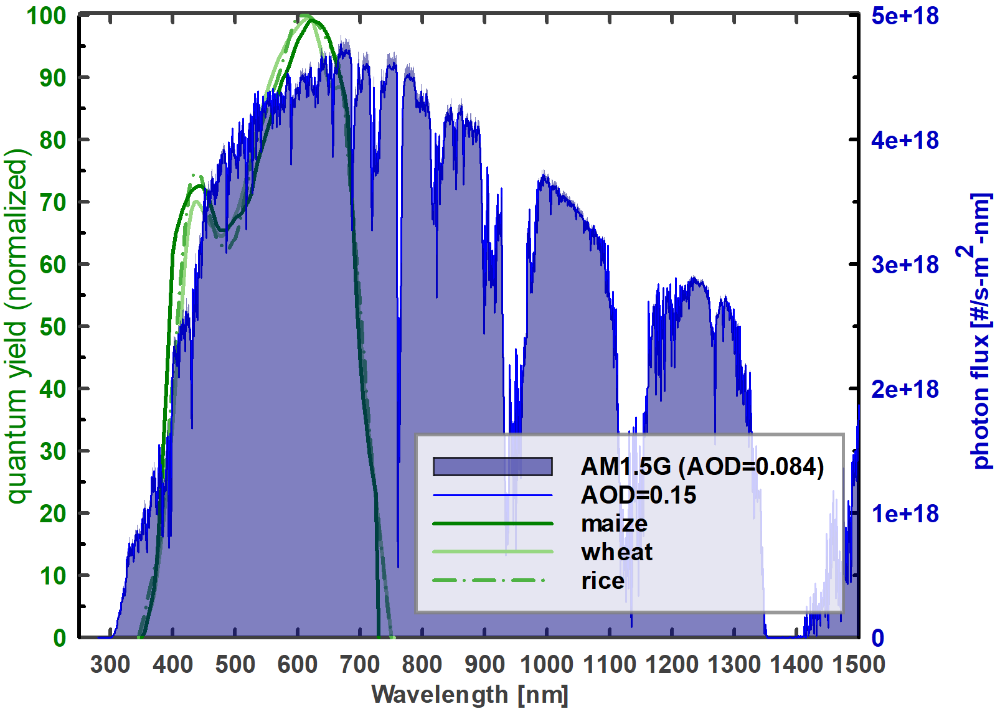 100
90
80
70
60
50
40
30
20
10
0
quantum yield (normalized)
5e+18
4e+18
3e+18
2e+18
1e+18
0
photon flux [#/s-m2-nm]
AM1.5G (AOD=0.084)
AOD=0.15
maize
wheat
rice
300 400 500 600 700 800 900 1000 1100 1200 1300 1400 1500
Wavelength [nm]